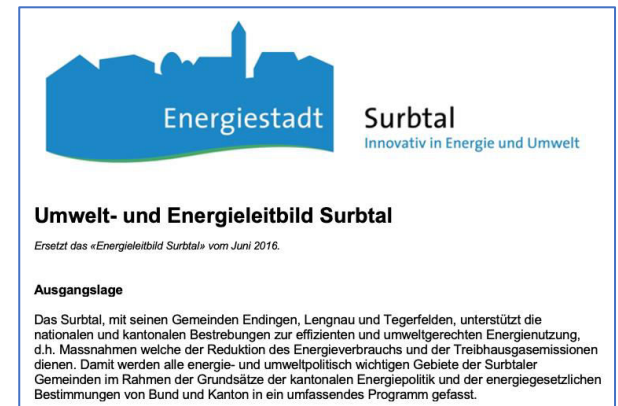 Energiestadt
Surbtal
Innovativ in Energie und Umwelt
Umwelt- und Energieleitbild Surbtal
Ersetzt das «Energieleitbild Surbtal» vom Juni 2016.
Ausgangslage
Das Surbtal, mit seinen Gemeinden Endingen, Lengnau und Tegerfelden, unterstützt die
nationalen und kantonalen Bestrebungen zur effizienten und umweltgerechten Energienutzung,
d.h. Massnahmen welche der Reduktion des Energieverbrauchs und der Treibhausgasemissionen
dienen. Damit werden alle energie- und umweltpolitisch wichtigen Gebiete der Surbtaler
Gemeinden im Rahmen der Grundsätze der kantonalen Energiepolitik und der energiegesetzlichen
Bestimmungen von Bund und Kanton in ein umfassendes Programm gefasst.